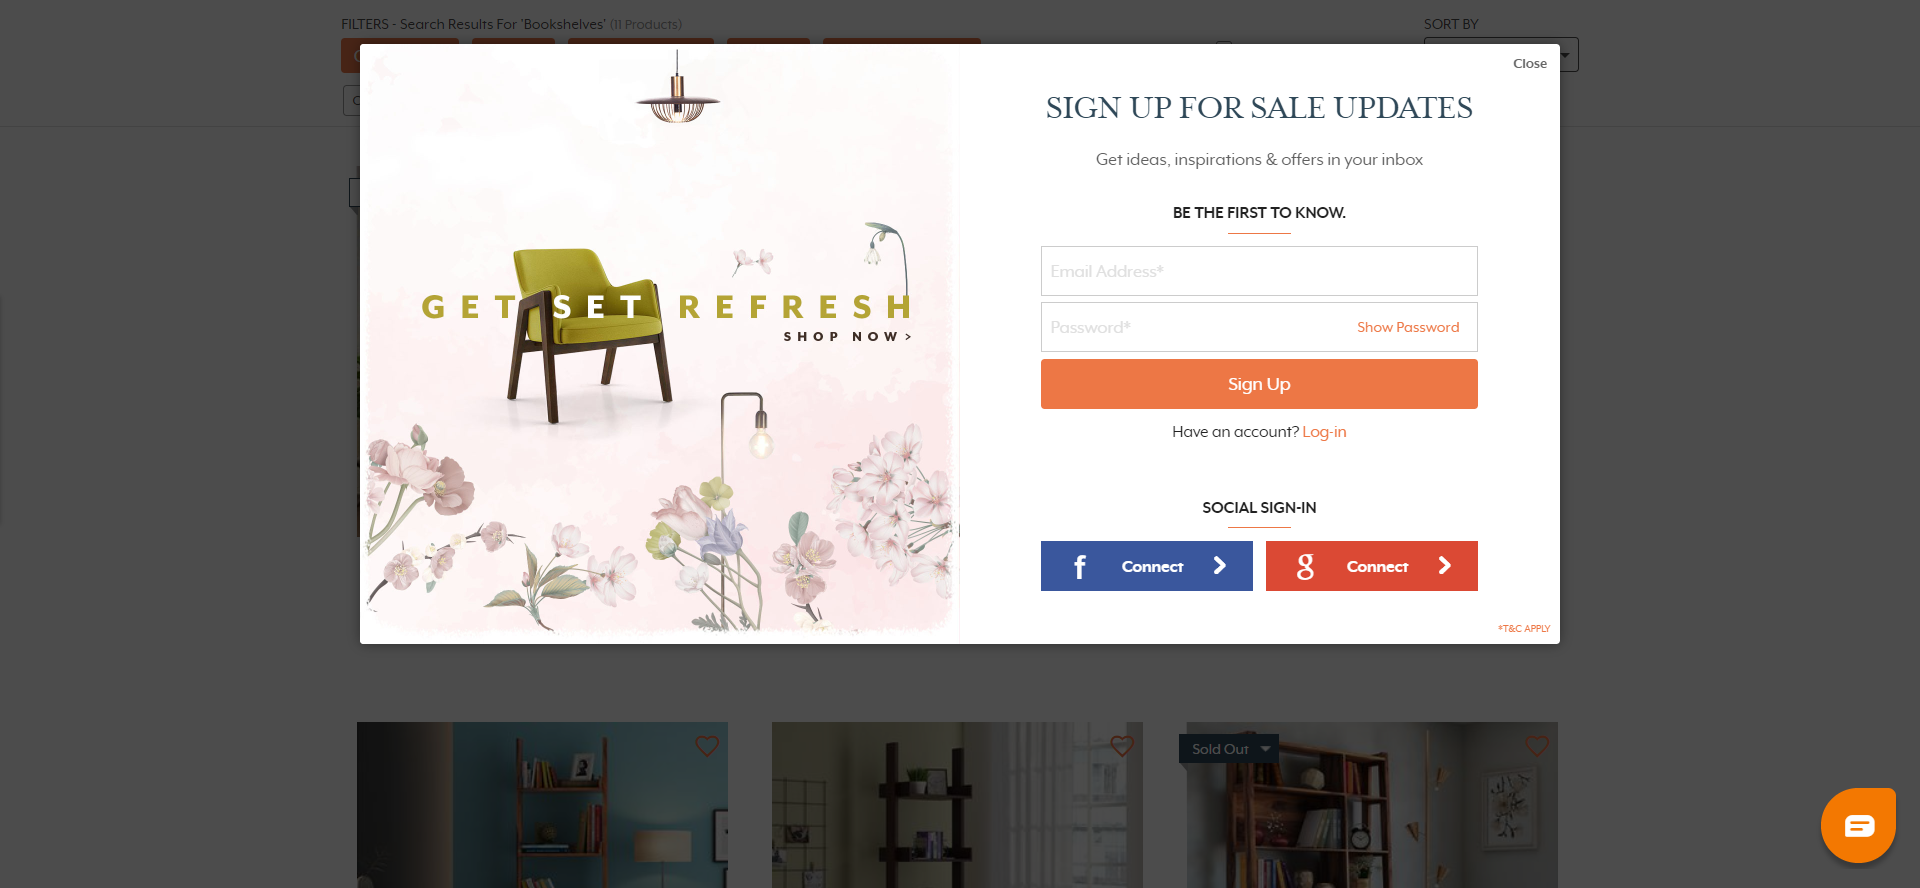 FILTERS - Search Results For 'Bookshelves' (11 Products)
SORT BY
Close
SIGN UP FOR SALE UPDATES
Get ideas, inspirations & offers in your inbox
BE THE FIRST TO KNOW.
Email Address*
Password*
Show Password
Sign Up
Have an account? Log-in
SOCIAL SIGN-IN
f Connect
g Connect
*T&C APPLY
GET SET REFRESH
SHOP NOW >
Sold Out